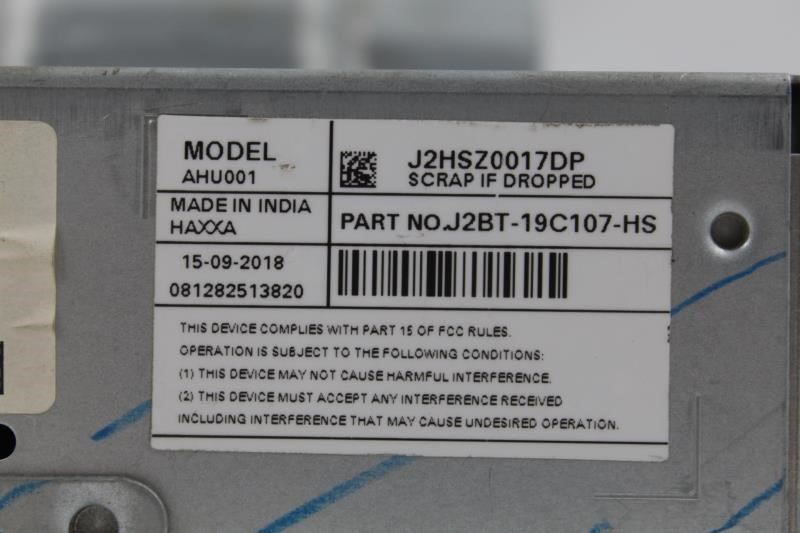 MODEL
AHU001
J2HSZ0017DP
SCRAP IF DROPPED
MADE IN INDIA
HAXXA
PART NO.J2BT-19C107-HS
15-09-2018
081282513820
THIS DEVICE COMPLIES WITH PART 15 OF FCC RULES.
OPERATION IS SUBJECT TO THE FOLLOWING CONDITIONS:
(1) THIS DEVICE MAY NOT CAUSE HARMFUL INTERFERENCE.
(2) THIS DEVICE MUST ACCEPT ANY INTERFERENCE RECEIVED
INCLUDING INTERFERENCE THAT MAY CAUSE UNDESIRED OPERATION.